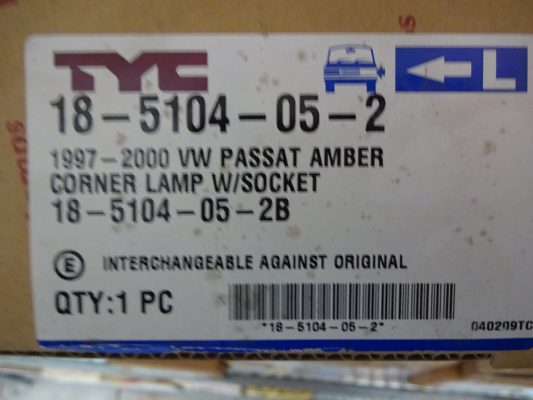 TYC
L
18-5104-05-2
1997-2000 VW PASSAT AMBER
CORNER LAMP W/SOCKET
18-5104-05-2B
E INTERCHANGEABLE AGAINST ORIGINAL
QTY:1 PC
*18-5104-05-2*
040209TC